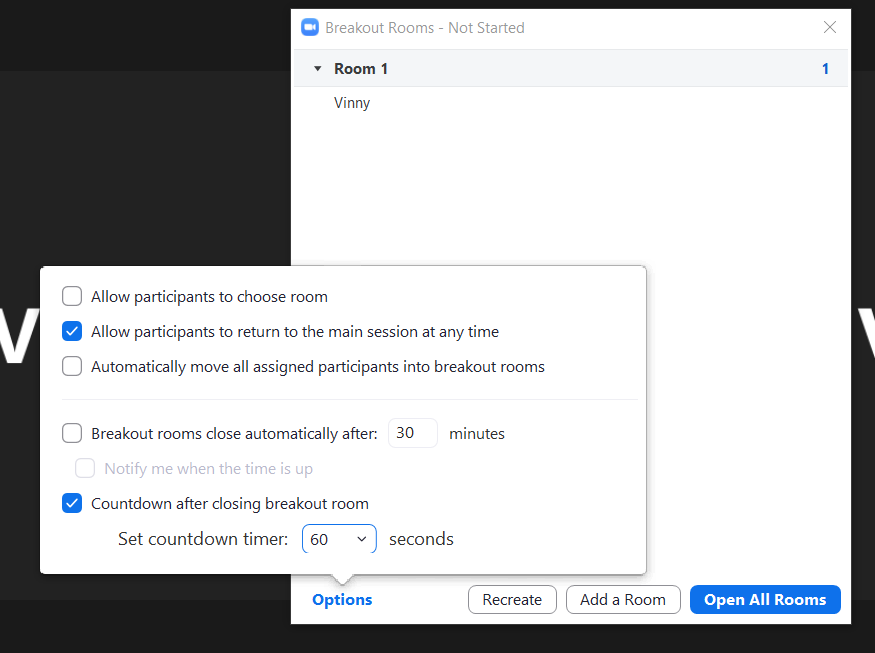 Breakout Rooms - Not Started
Room 1 1
Vinny
Allow participants to choose room
Allow participants to return to the main session at any time
Automatically move all assigned participants into breakout rooms
Breakout rooms close automatically after: 30 minutes
Notify me when the time is up
Countdown after closing breakout room
Set countdown timer: 60 seconds
Options Recreate Add a Room Open All Rooms